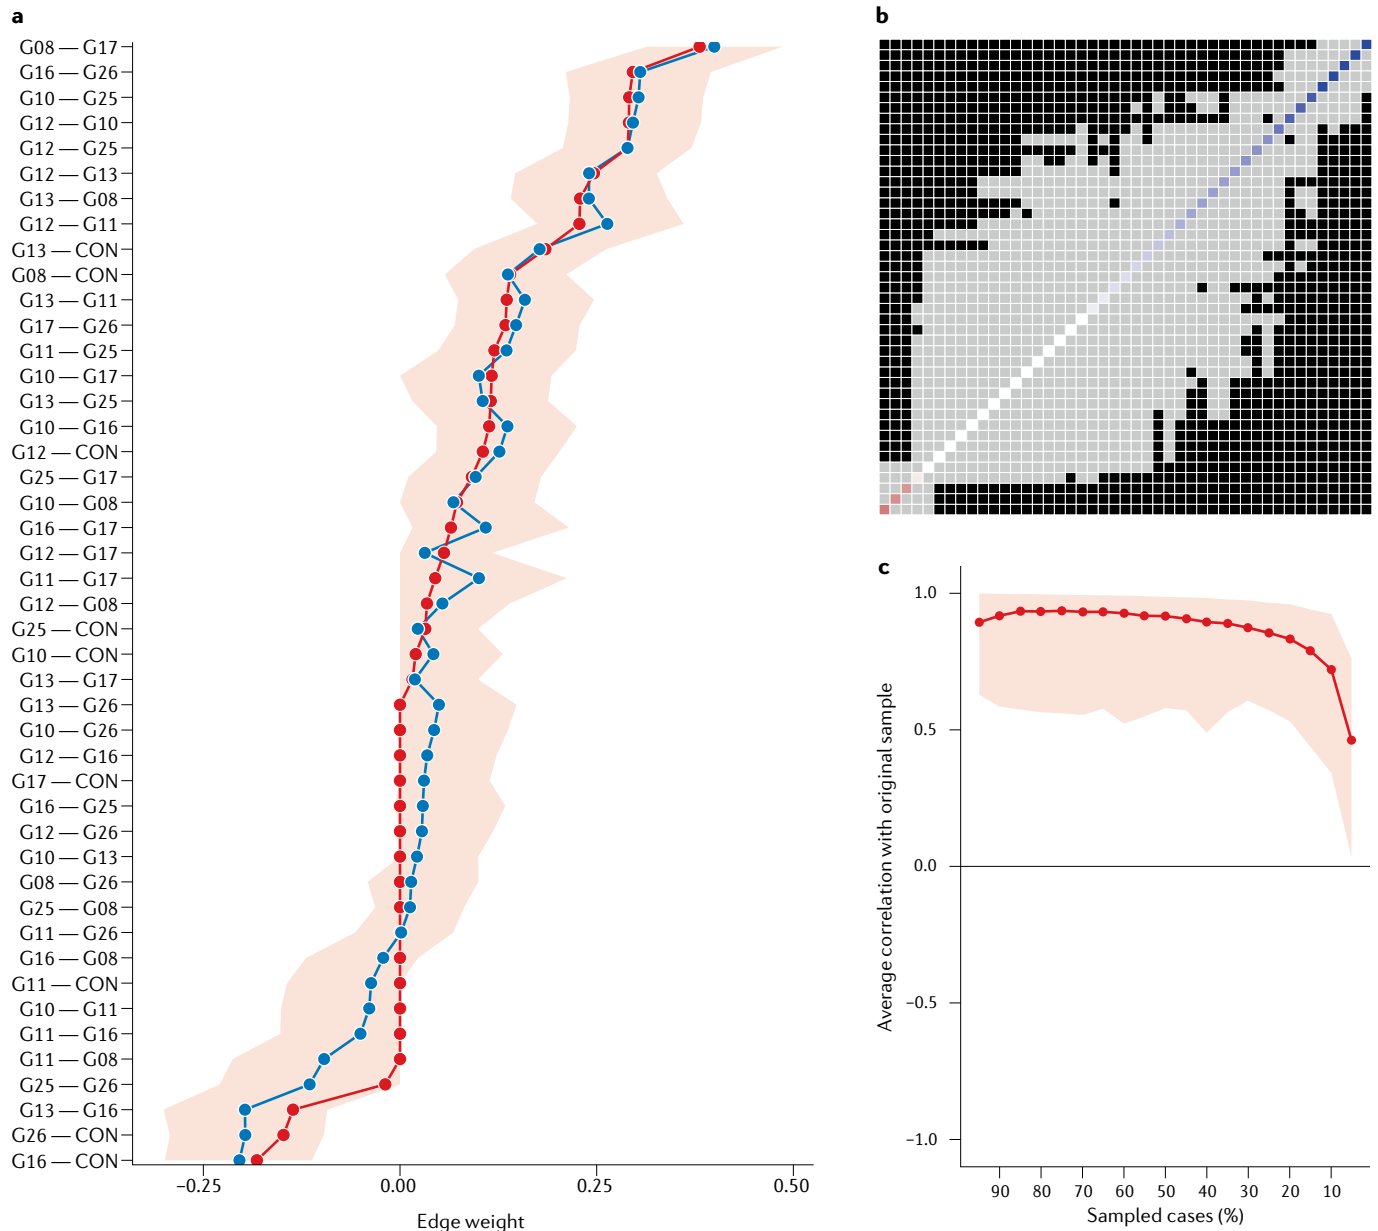 a
G08 — G17
G16 — G26
G10 — G25
G12 — G10
G12 — G25
G12 — G13
G13 — G08
G12 — G11
G13 — CON
G08 — CON
G13 — G11
G17 — G26
G11 — G25
G10 — G17
G13 — G25
G10 — G16
G12 — CON
G25 — G17
G10 — G08
G16 — G17
G12 — G17
G11 — G17
G12 — G08
G25 — CON
G10 — CON
G13 — G17
G13 — G26
G10 — G26
G12 — G16
G17 — CON
G16 — G25
G12 — G26
G10 — G13
G08 — G26
G25 — G08
G11 — G26
G16 — G08
G11 — CON
G10 — G11
G11 — G16
G11 — G08
G25 — G26
G13 — G16
G26 — CON
G16 — CON
−0.25 0.00 0.25 0.50
Edge weight
b
c
1.0
0.5
0.0
−0.5
−1.0
Average correlation with original sample
90 80 70 60 50 40 30 20 10
Sampled cases (%)